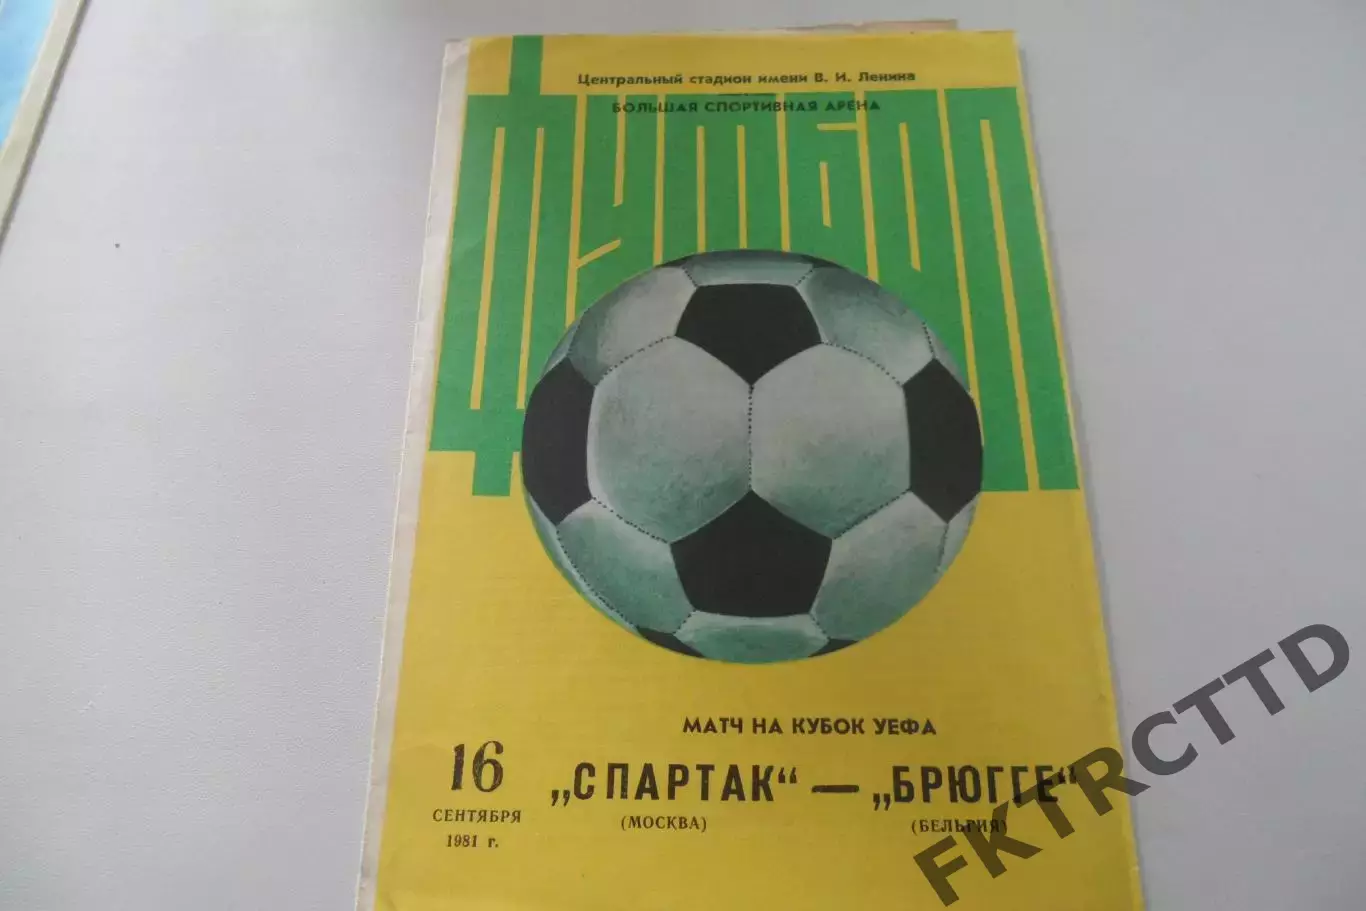 Центральный стадион имени В. И. Ленина
БОЛЬШАЯ СПОРТИВНАЯ АРЕНА
ФУТБОЛ
МАТЧ НА КУБОК УЕФА
16
СЕНТЯБРЯ
1981 г.
„СПАРТАК“ — „БРЮГГЕ“
(МОСКВА) (БЕЛЬГИЯ)
FKTRCTTD